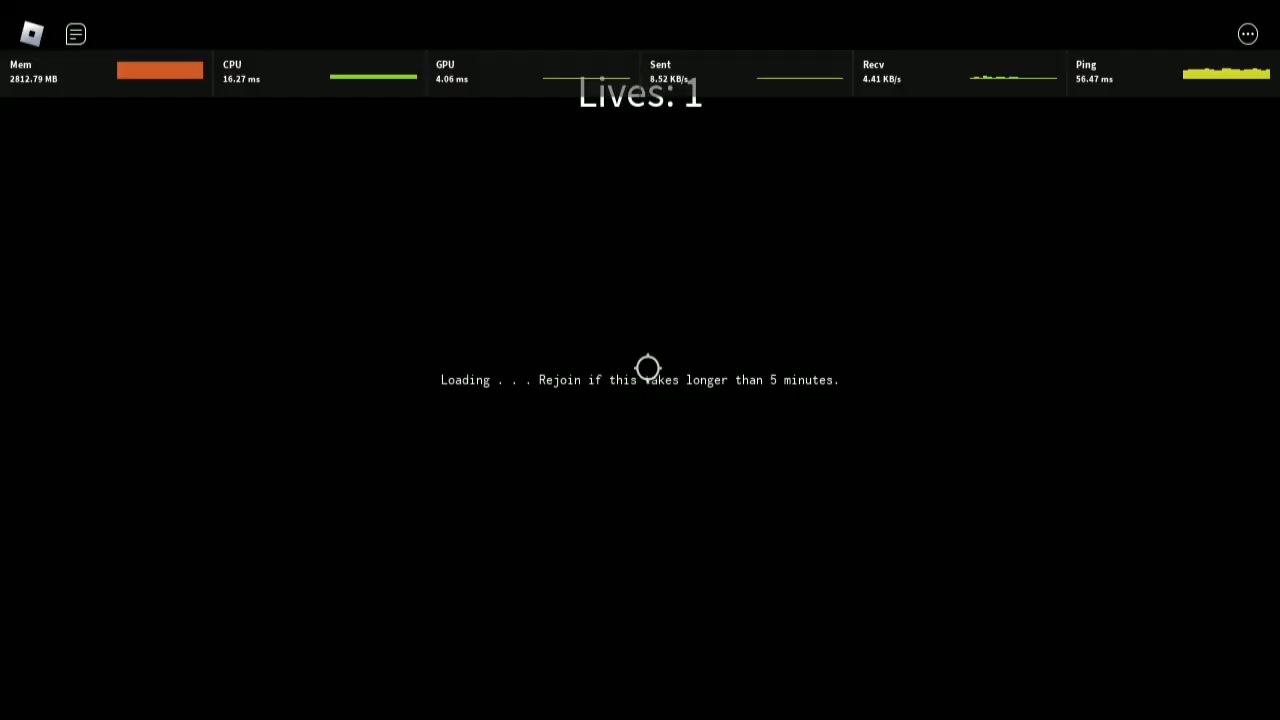 Mem CPU GPU Sent Recv Ping
2812.79 MB 16.27 ms 4.06 ms 8.52 KB/s 4.41 KB/s 56.47 ms
Lives: 1
Loading . . . Rejoin if this takes longer than 5 minutes.